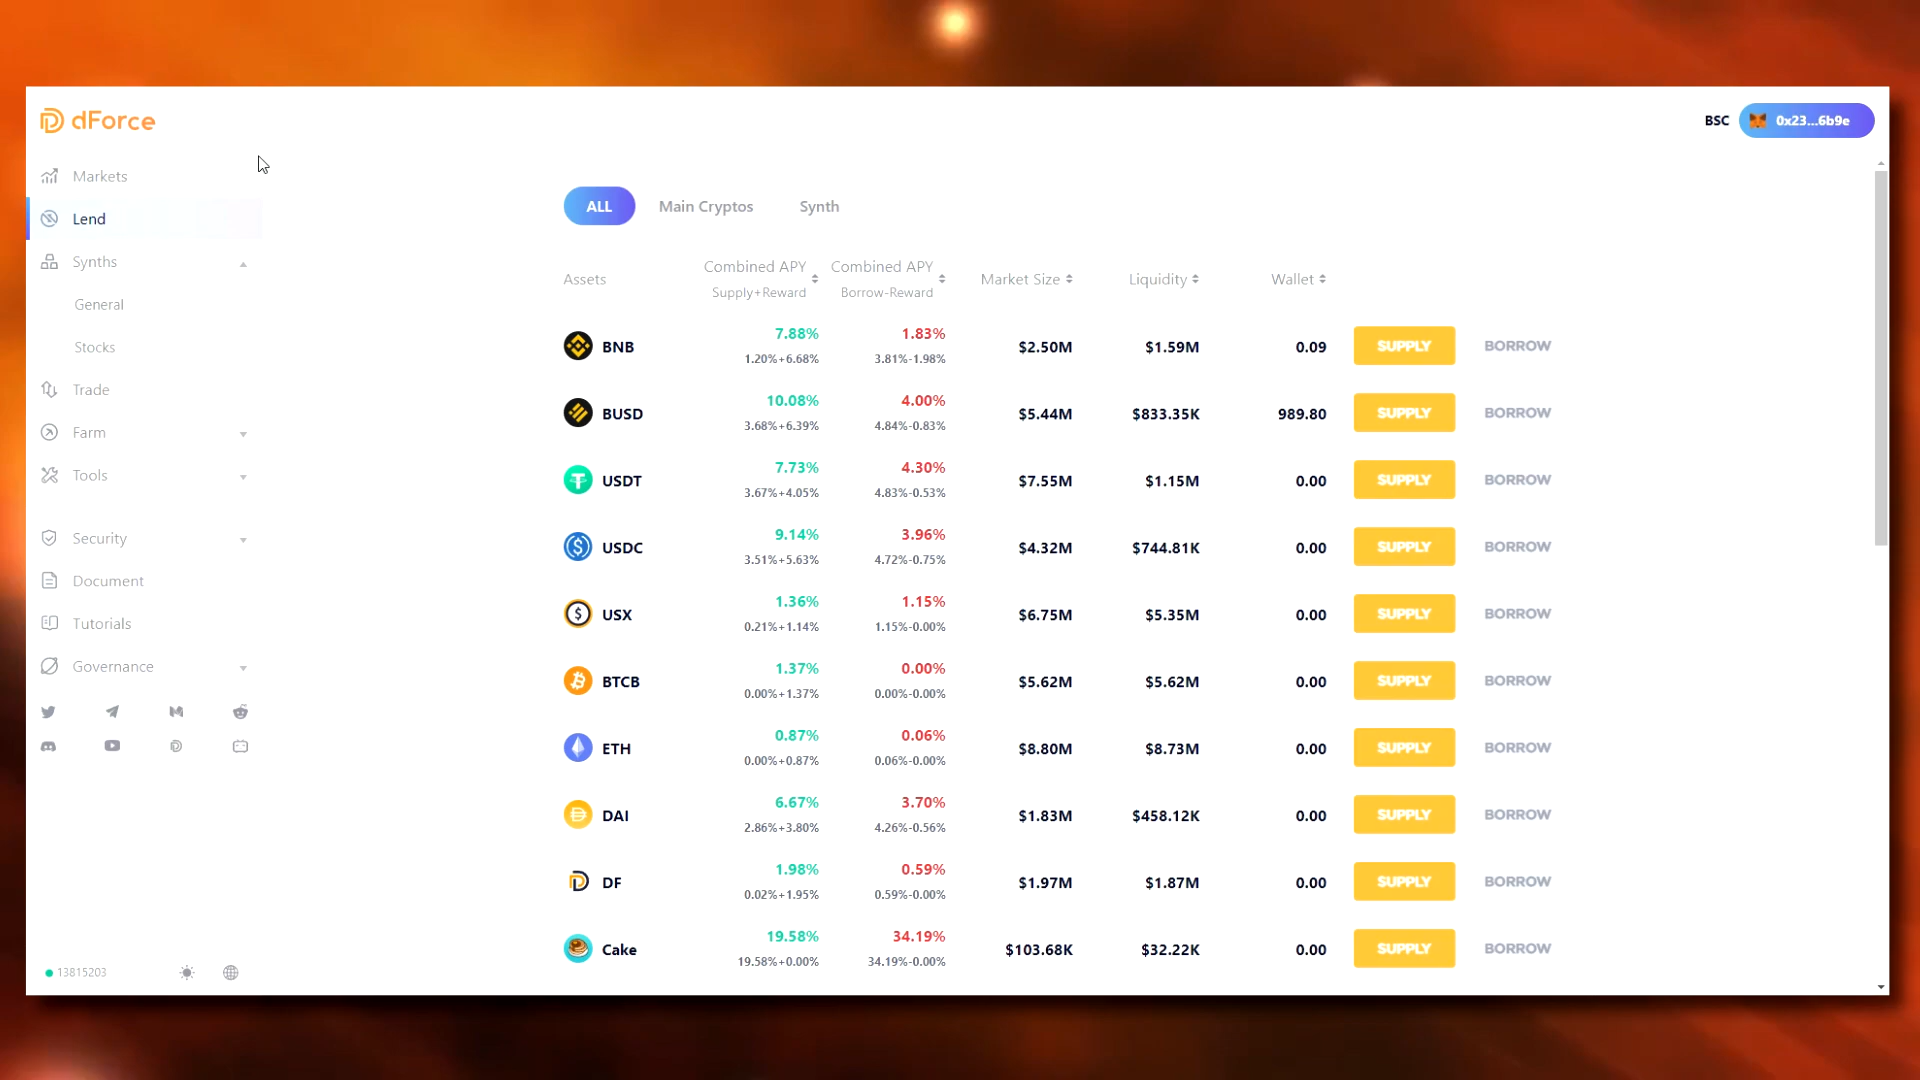 dForce
BSC 0x23...6b9e
Markets
Lend
Synths
General
Stocks
Trade
Farm
Tools
Security
Document
Tutorials
Governance
13815203
ALL Main Cryptos Synth
Assets Combined APY Supply+Reward Combined APY Borrow-Reward Market Size Liquidity Wallet
BNB 7.88% 1.83% $2.50M $1.59M 0.09 SUPPLY BORROW
1.20%+6.68% 3.81%-1.98%
BUSD 10.08% 4.00% $5.44M $833.35K 989.80 SUPPLY BORROW
3.68%+6.39% 4.84%-0.83%
USDT 7.73% 4.30% $7.55M $1.15M 0.00 SUPPLY BORROW
3.67%+4.05% 4.83%-0.53%
USDC 9.14% 3.96% $4.32M $744.81K 0.00 SUPPLY BORROW
3.51%+5.63% 4.72%-0.75%
USX 1.36% 1.15% $6.75M $5.35M 0.00 SUPPLY BORROW
0.21%+1.14% 1.15%-0.00%
BTCB 1.37% 0.00% $5.62M $5.62M 0.00 SUPPLY BORROW
0.00%+1.37% 0.00%-0.00%
ETH 0.87% 0.06% $8.80M $8.73M 0.00 SUPPLY BORROW
0.00%+0.87% 0.06%-0.00%
DAI 6.67% 3.70% $1.83M $458.12K 0.00 SUPPLY BORROW
2.86%+3.80% 4.26%-0.56%
DF 1.98% 0.59% $1.97M $1.87M 0.00 SUPPLY BORROW
0.02%+1.95% 0.59%-0.00%
Cake 19.58% 34.19% $103.68K $32.22K 0.00 SUPPLY BORROW
19.58%+0.00% 34.19%-0.00%